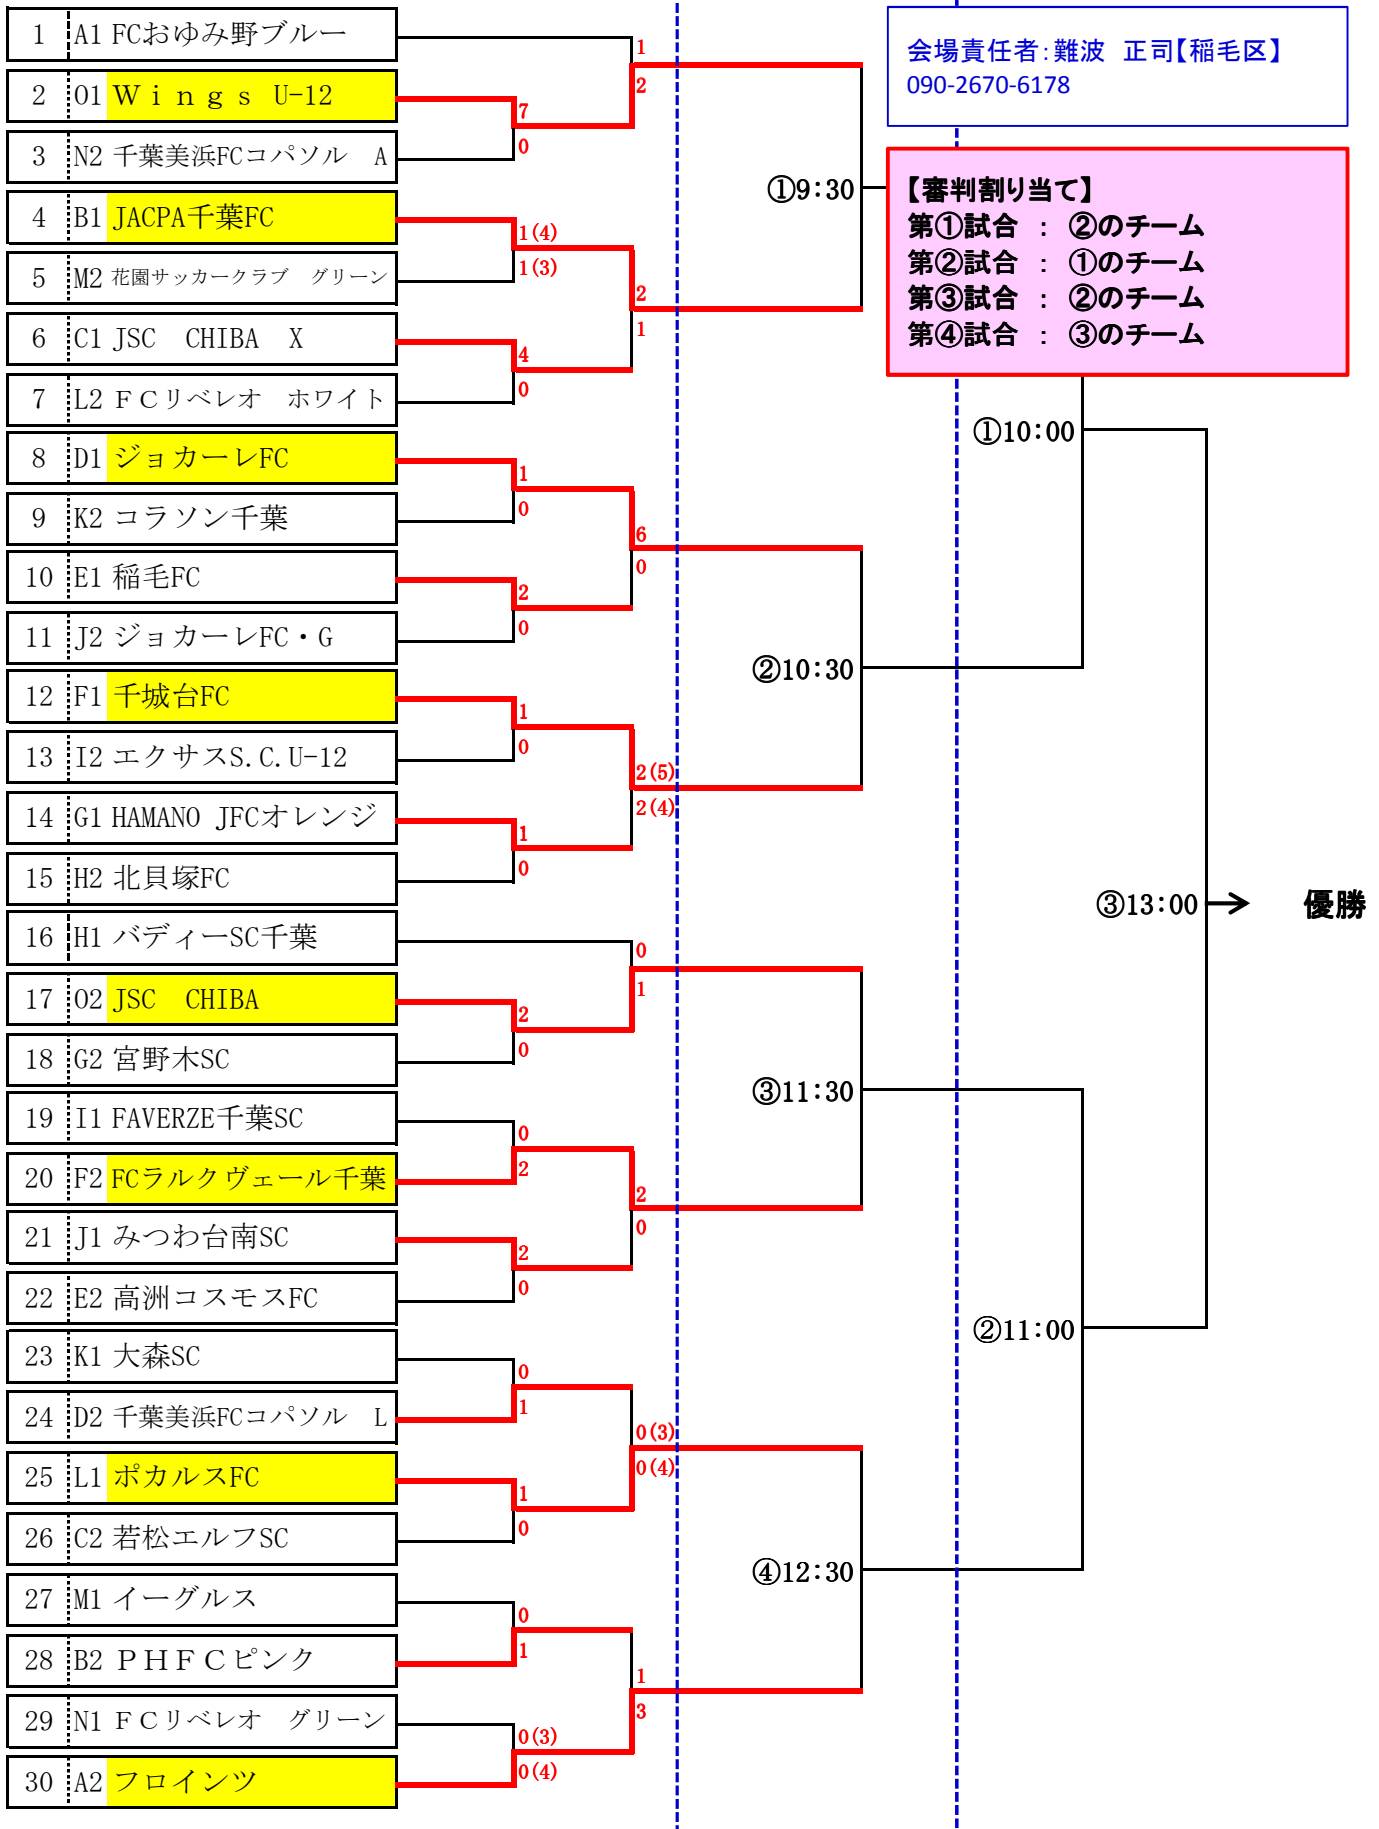 1 A1 FCおゆみ野ブルー
2 O1 Ｗｉｎｇｓ U-12
3 N2 千葉美浜FCコパソル A
4 B1 JACPA千葉FC
5 M2 花園サッカークラブ グリーン
6 C1 JSC CHIBA X
7 L2 ＦＣリベレオ ホワイト
8 D1 ジョカーレFC
9 K2 コラソン千葉
10 E1 稲毛FC
11 J2 ジョカーレFC・G
12 F1 千城台FC
13 I2 エクサスS.C.U-12
14 G1 HAMANO JFCオレンジ
15 H2 北貝塚FC
16 H1 バディーSC千葉
17 O2 JSC CHIBA
18 G2 宮野木SC
19 I1 FAVERZE千葉SC
20 F2 FCラルクヴェール千葉
21 J1 みつわ台南SC
22 E2 高洲コスモスFC
23 K1 大森SC
24 D2 千葉美浜FCコパソル L
25 L1 ポカルスFC
26 C2 若松エルフSC
27 M1 イーグルス
28 B2 ＰＨＦＣピンク
29 N1 ＦＣリベレオ グリーン
30 A2 フロインツ
7
0
1(4)
1(3)
4
0
1
0
2
0
1
0
1
0
2
0
0
2
2
0
0
1
1
0
0
1
0(3)
0(4)
1
2
2
1
6
0
2(5)
2(4)
0
1
2
0
0(3)
0(4)
1
3
①9:30
②10:30
③11:30
④12:30
①10:00
②11:00
③13:00
優勝
会場責任者：難波 正司【稲毛区】
090-2670-6178
【審判割り当て】
第①試合 ： ②のチーム
第②試合 ： ①のチーム
第③試合 ： ②のチーム
第④試合 ： ③のチーム